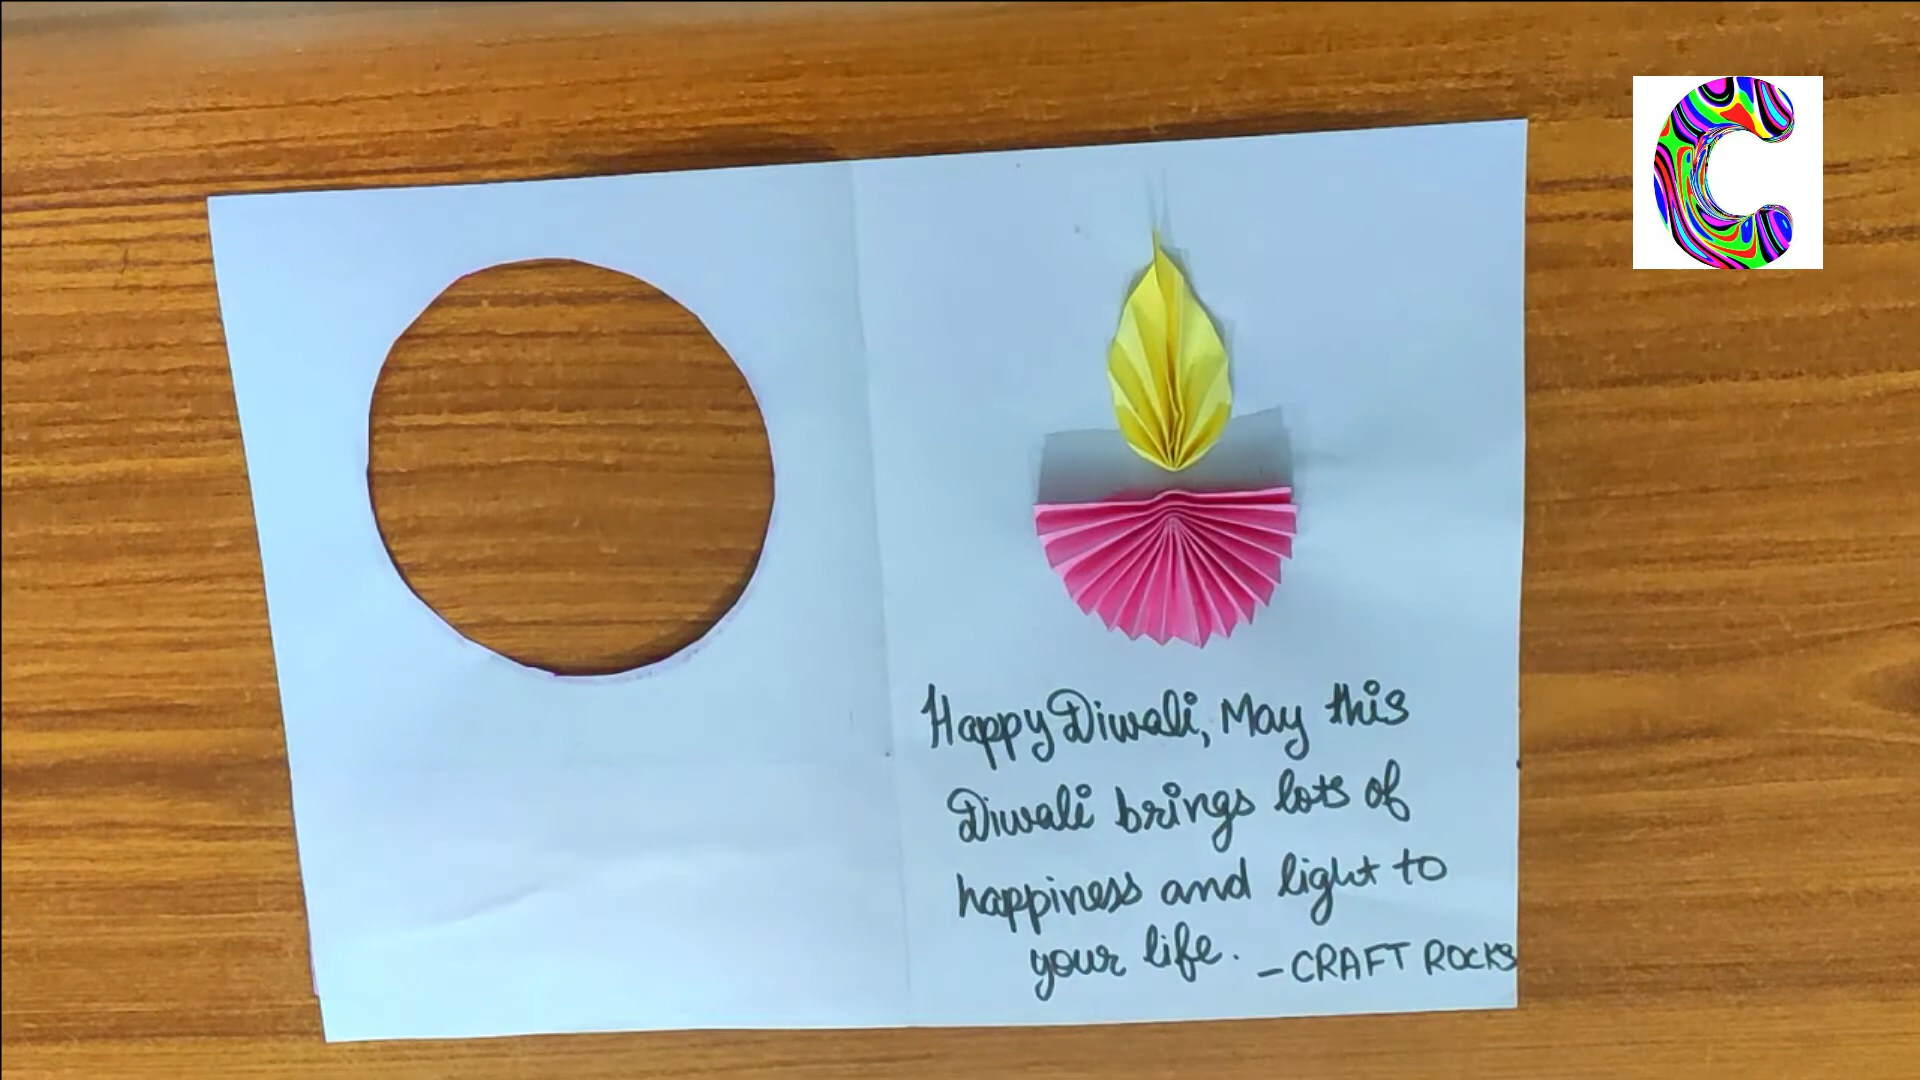 Happy Diwali, May this
Diwali brings lots of
happiness and light to
your life. - CRAFT ROCKS
C